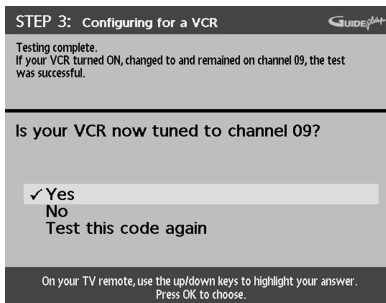 STEP 3: Configuring for a VCR
GUIDE plus+
Testing complete.
If your VCR turned ON, changed to and remained on channel 09, the test
was successful.
Is your VCR now tuned to channel 09?
✓ Yes
No
Test this code again
On your TV remote, use the up/down keys to highlight your answer.
Press OK to choose.